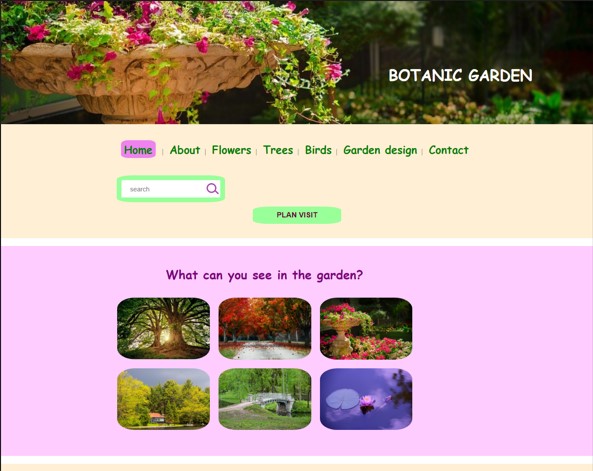 BOTANIC GARDEN
Home | About | Flowers | Trees | Birds | Garden design | Contact
search
PLAN VISIT
What can you see in the garden?